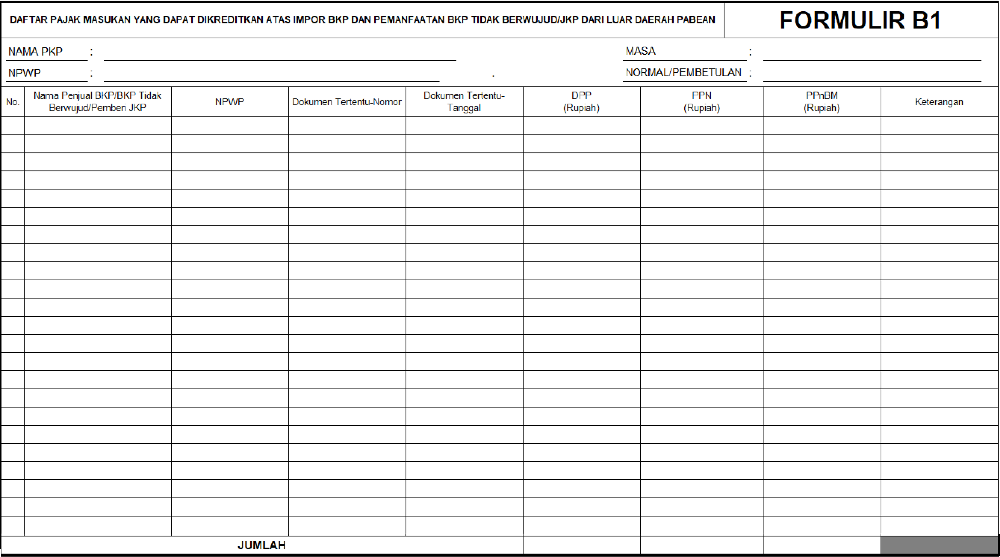 DAFTAR PAJAK MASUKAN YANG DAPAT DIKREDITKAN ATAS IMPOR BKP DAN PEMANFAATAN BKP TIDAK BERWUJUD/JKP DARI LUAR DAERAH PABEAN
FORMULIR B1
NAMA PKP :
MASA :
NPWP : .
NORMAL/PEMBETULAN :
No.
Nama Penjual BKP/BKP Tidak
Berwujud/Pemberi JKP
NPWP
Dokumen Tertentu-Nomor
Dokumen Tertentu-
Tanggal
DPP
(Rupiah)
PPN
(Rupiah)
PPnBM
(Rupiah)
Keterangan
JUMLAH